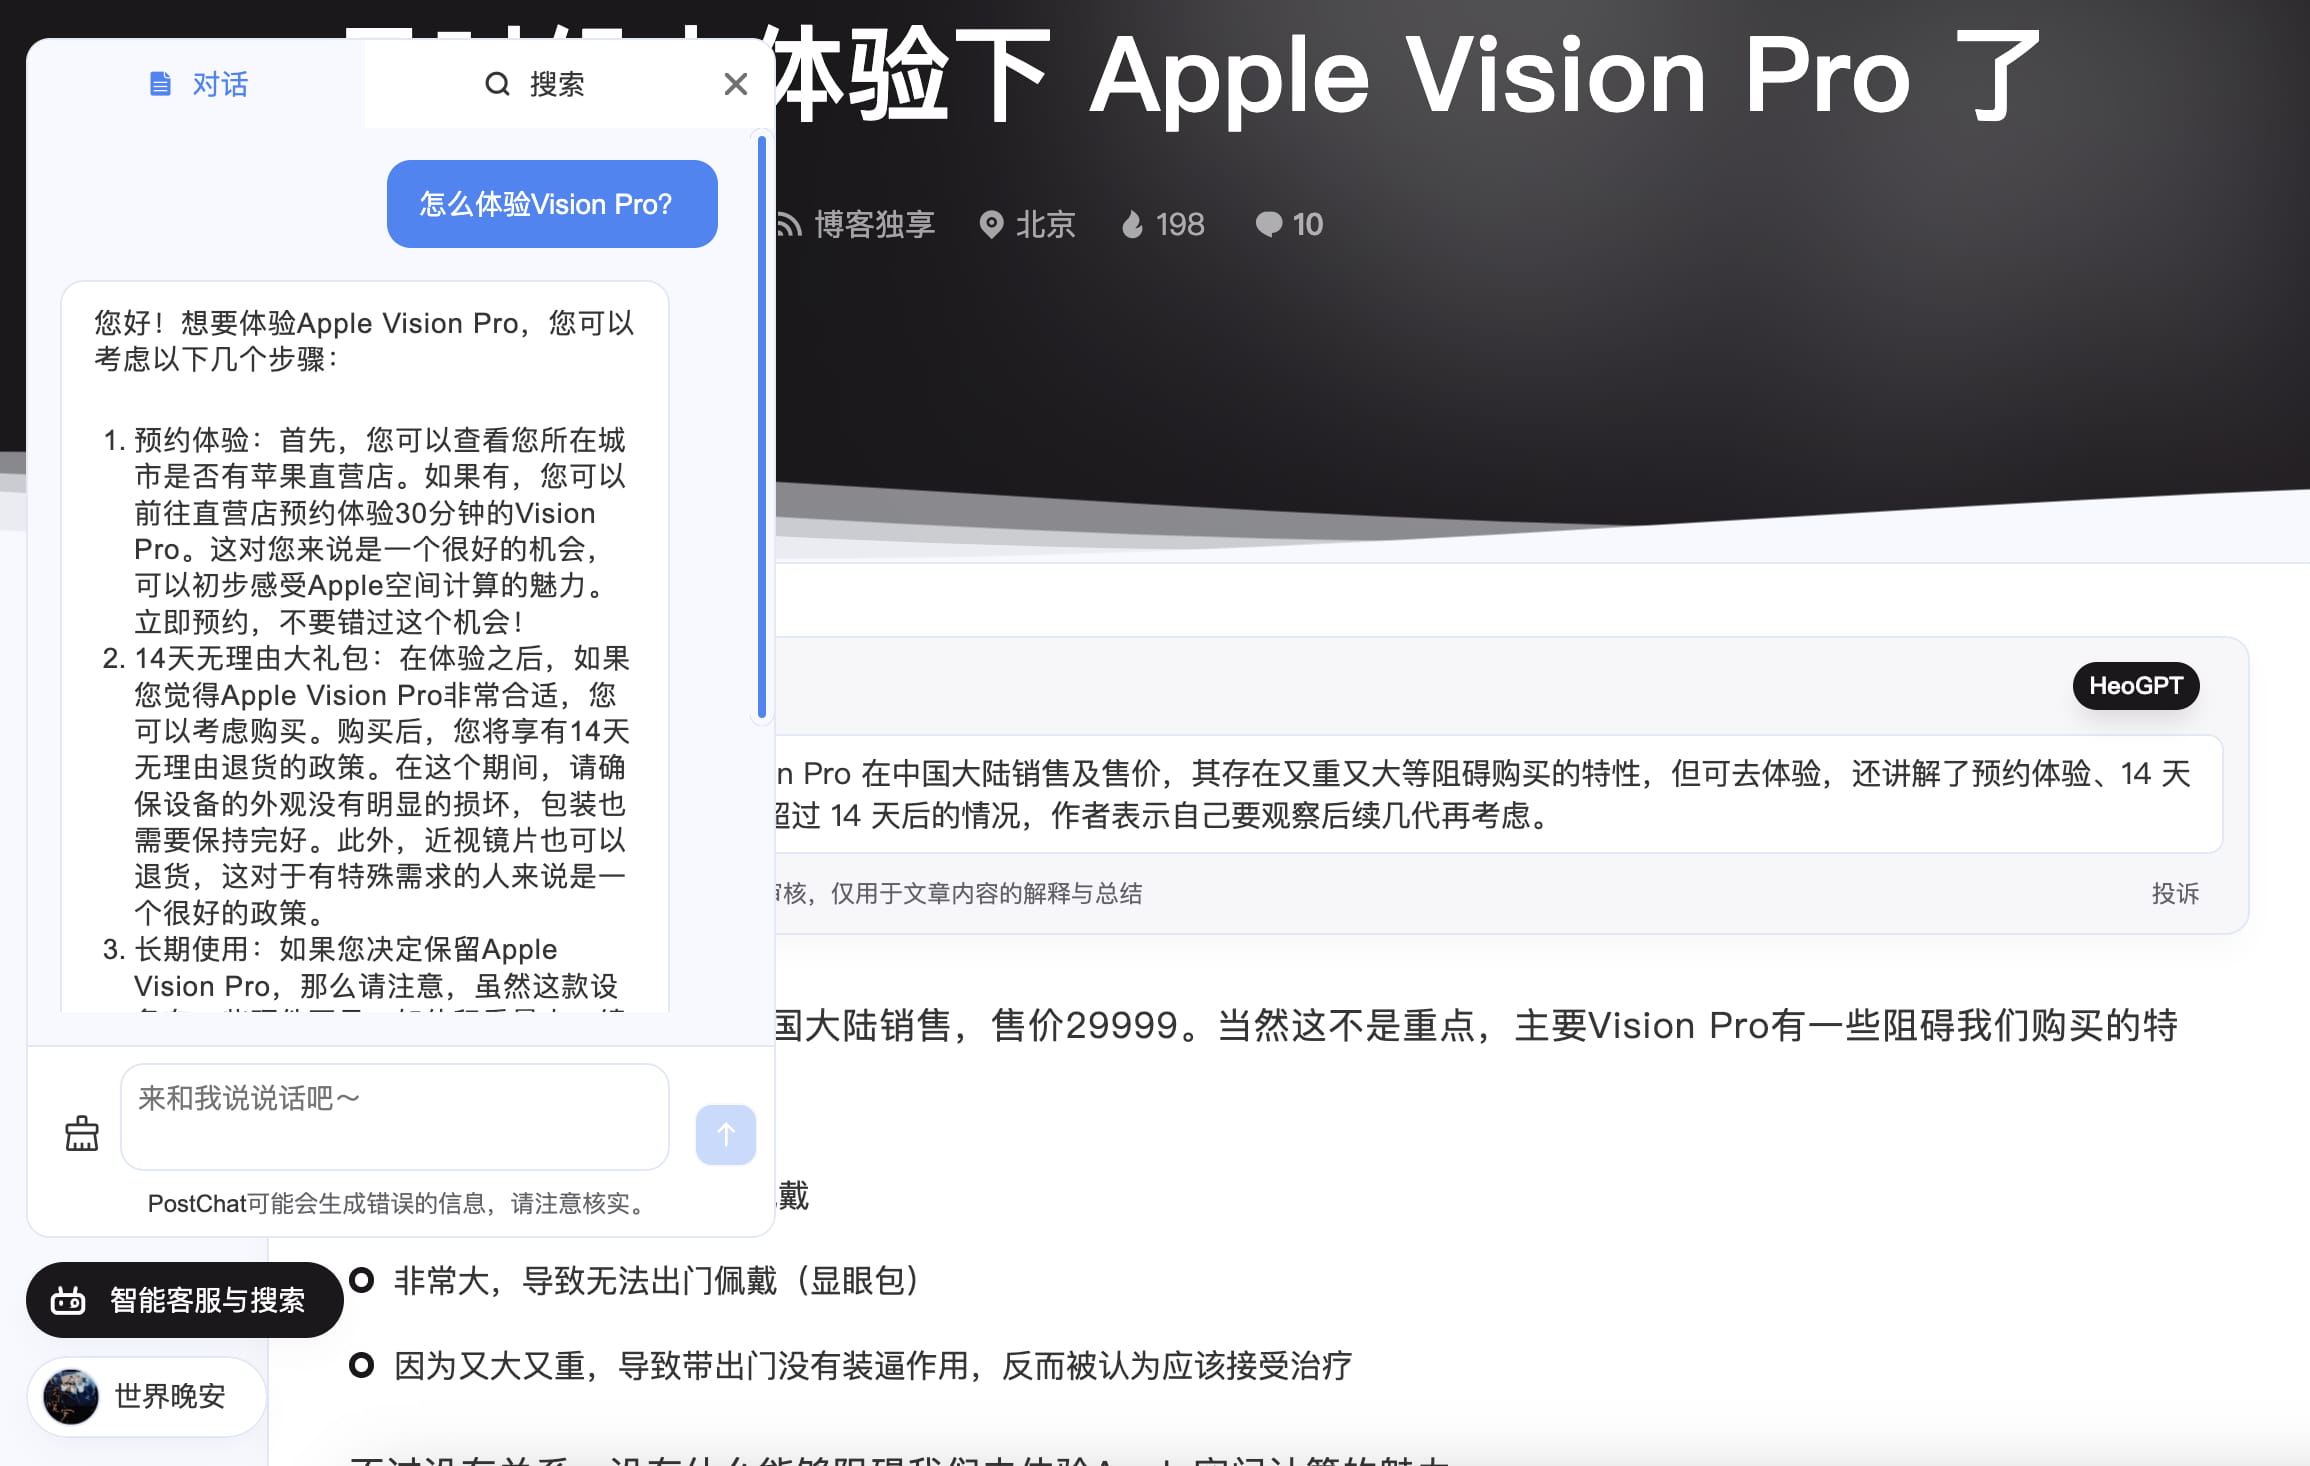 体验下 Apple Vision Pro 了
博客独享 北京 198 10
对话
搜索
怎么体验Vision Pro?
您好！想要体验Apple Vision Pro，您可以
考虑以下几个步骤：
1. 预约体验：首先，您可以查看您所在城
市是否有苹果直营店。如果有，您可以
前往直营店预约体验30分钟的Vision
Pro。这对您来说是一个很好的机会，
可以初步感受Apple空间计算的魅力。
立即预约，不要错过这个机会！
2. 14天无理由大礼包：在体验之后，如果
您觉得Apple Vision Pro非常合适，您
可以考虑购买。购买后，您将享有14天
无理由退货的政策。在这个期间，请确
保设备的外观没有明显的损坏，包装也
需要保持完好。此外，近视镜片也可以
退货，这对于有特殊需求的人来说是一
个很好的政策。
3. 长期使用：如果您决定保留Apple
Vision Pro，那么请注意，虽然这款设
来和我说说话吧～
PostChat可能会生成错误的信息，请注意核实。
智能客服与搜索
世界晚安
HeoGPT
n Pro 在中国大陆销售及售价，其存在又重又大等阻碍购买的特性，但可去体验，还讲解了预约体验、14 天
超过 14 天后的情况，作者表示自己要观察后续几代再考虑。
审核，仅用于文章内容的解释与总结
投诉
国大陆销售，售价29999。当然这不是重点，主要Vision Pro有一些阻碍我们购买的特
戴
非常大，导致无法出门佩戴（显眼包）
因为又大又重，导致带出门没有装逼作用，反而被认为应该接受治疗